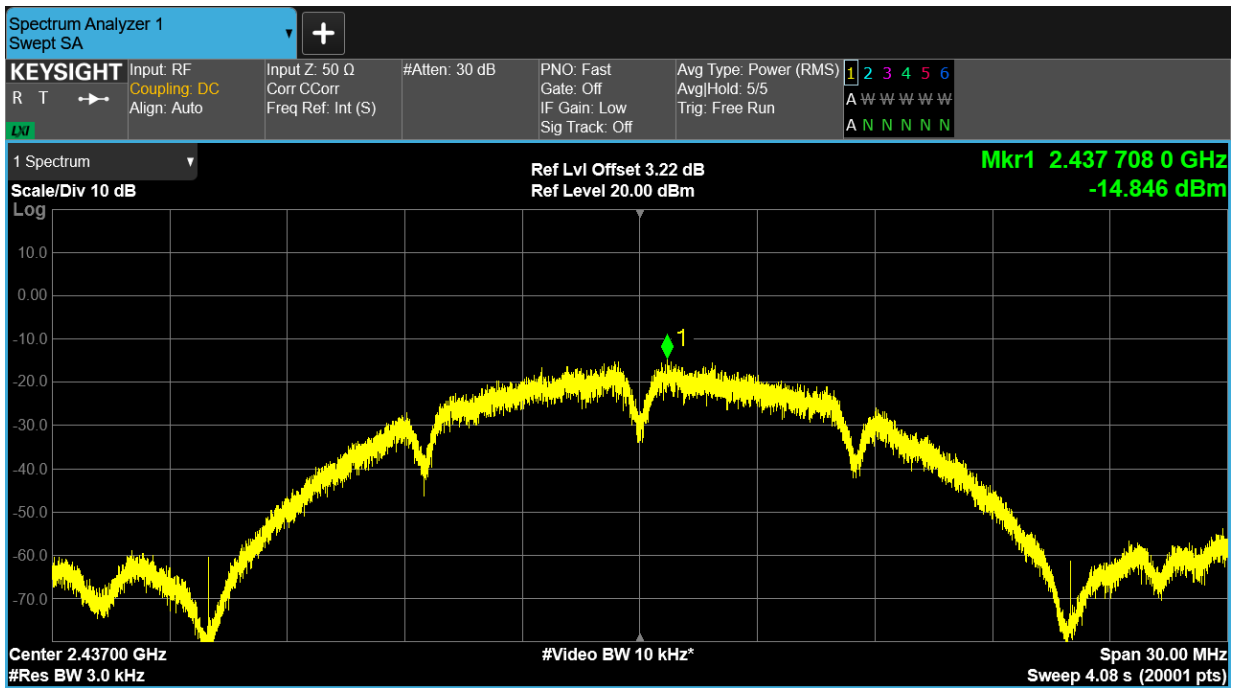 Spectrum Analyzer 1
Swept SA
+
KEYSIGHT
R T
LXI
Input: RF
Coupling: DC
Align: Auto
Input Z: 50 Ω
Corr CCorr
Freq Ref: Int (S)
#Atten: 30 dB
PNO: Fast
Gate: Off
IF Gain: Low
Sig Track: Off
Avg Type: Power (RMS)
Avg|Hold: 5/5
Trig: Free Run
1 2 3 4 5 6
A W W W W W
A N N N N N
1 Spectrum
Scale/Div 10 dB
Log
Ref Lvl Offset 3.22 dB
Ref Level 20.00 dBm
Mkr1 2.437 708 0 GHz
-14.846 dBm
10.0
0.00
-10.0
-20.0
-30.0
-40.0
-50.0
-60.0
-70.0
1
Center 2.43700 GHz
#Res BW 3.0 kHz
#Video BW 10 kHz*
Span 30.00 MHz
Sweep 4.08 s (20001 pts)